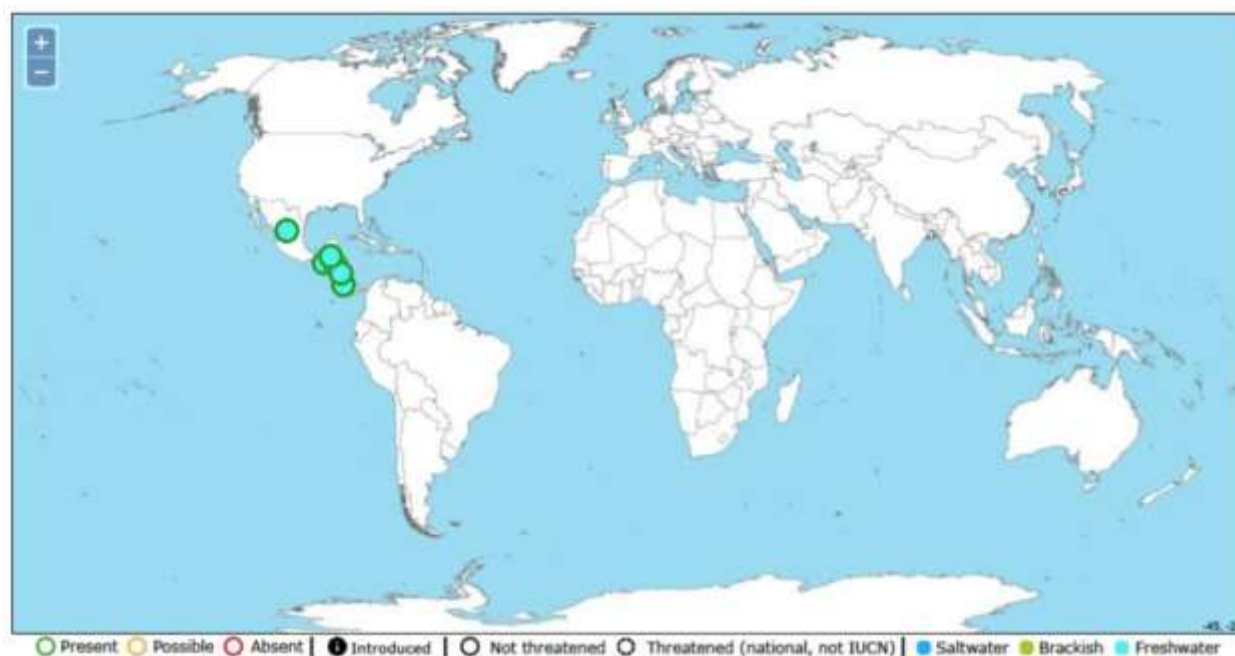 +
−
Present Possible Absent | i Introduced | Not threatened Threatened (national, not IUCN) | Saltwater Brackish Freshwater